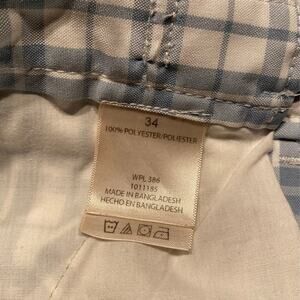 34
100% POLYESTER/POLIESTER
WPL 386
1011185
MADE IN BANGLADESH
HECHO EN BANGLADESH